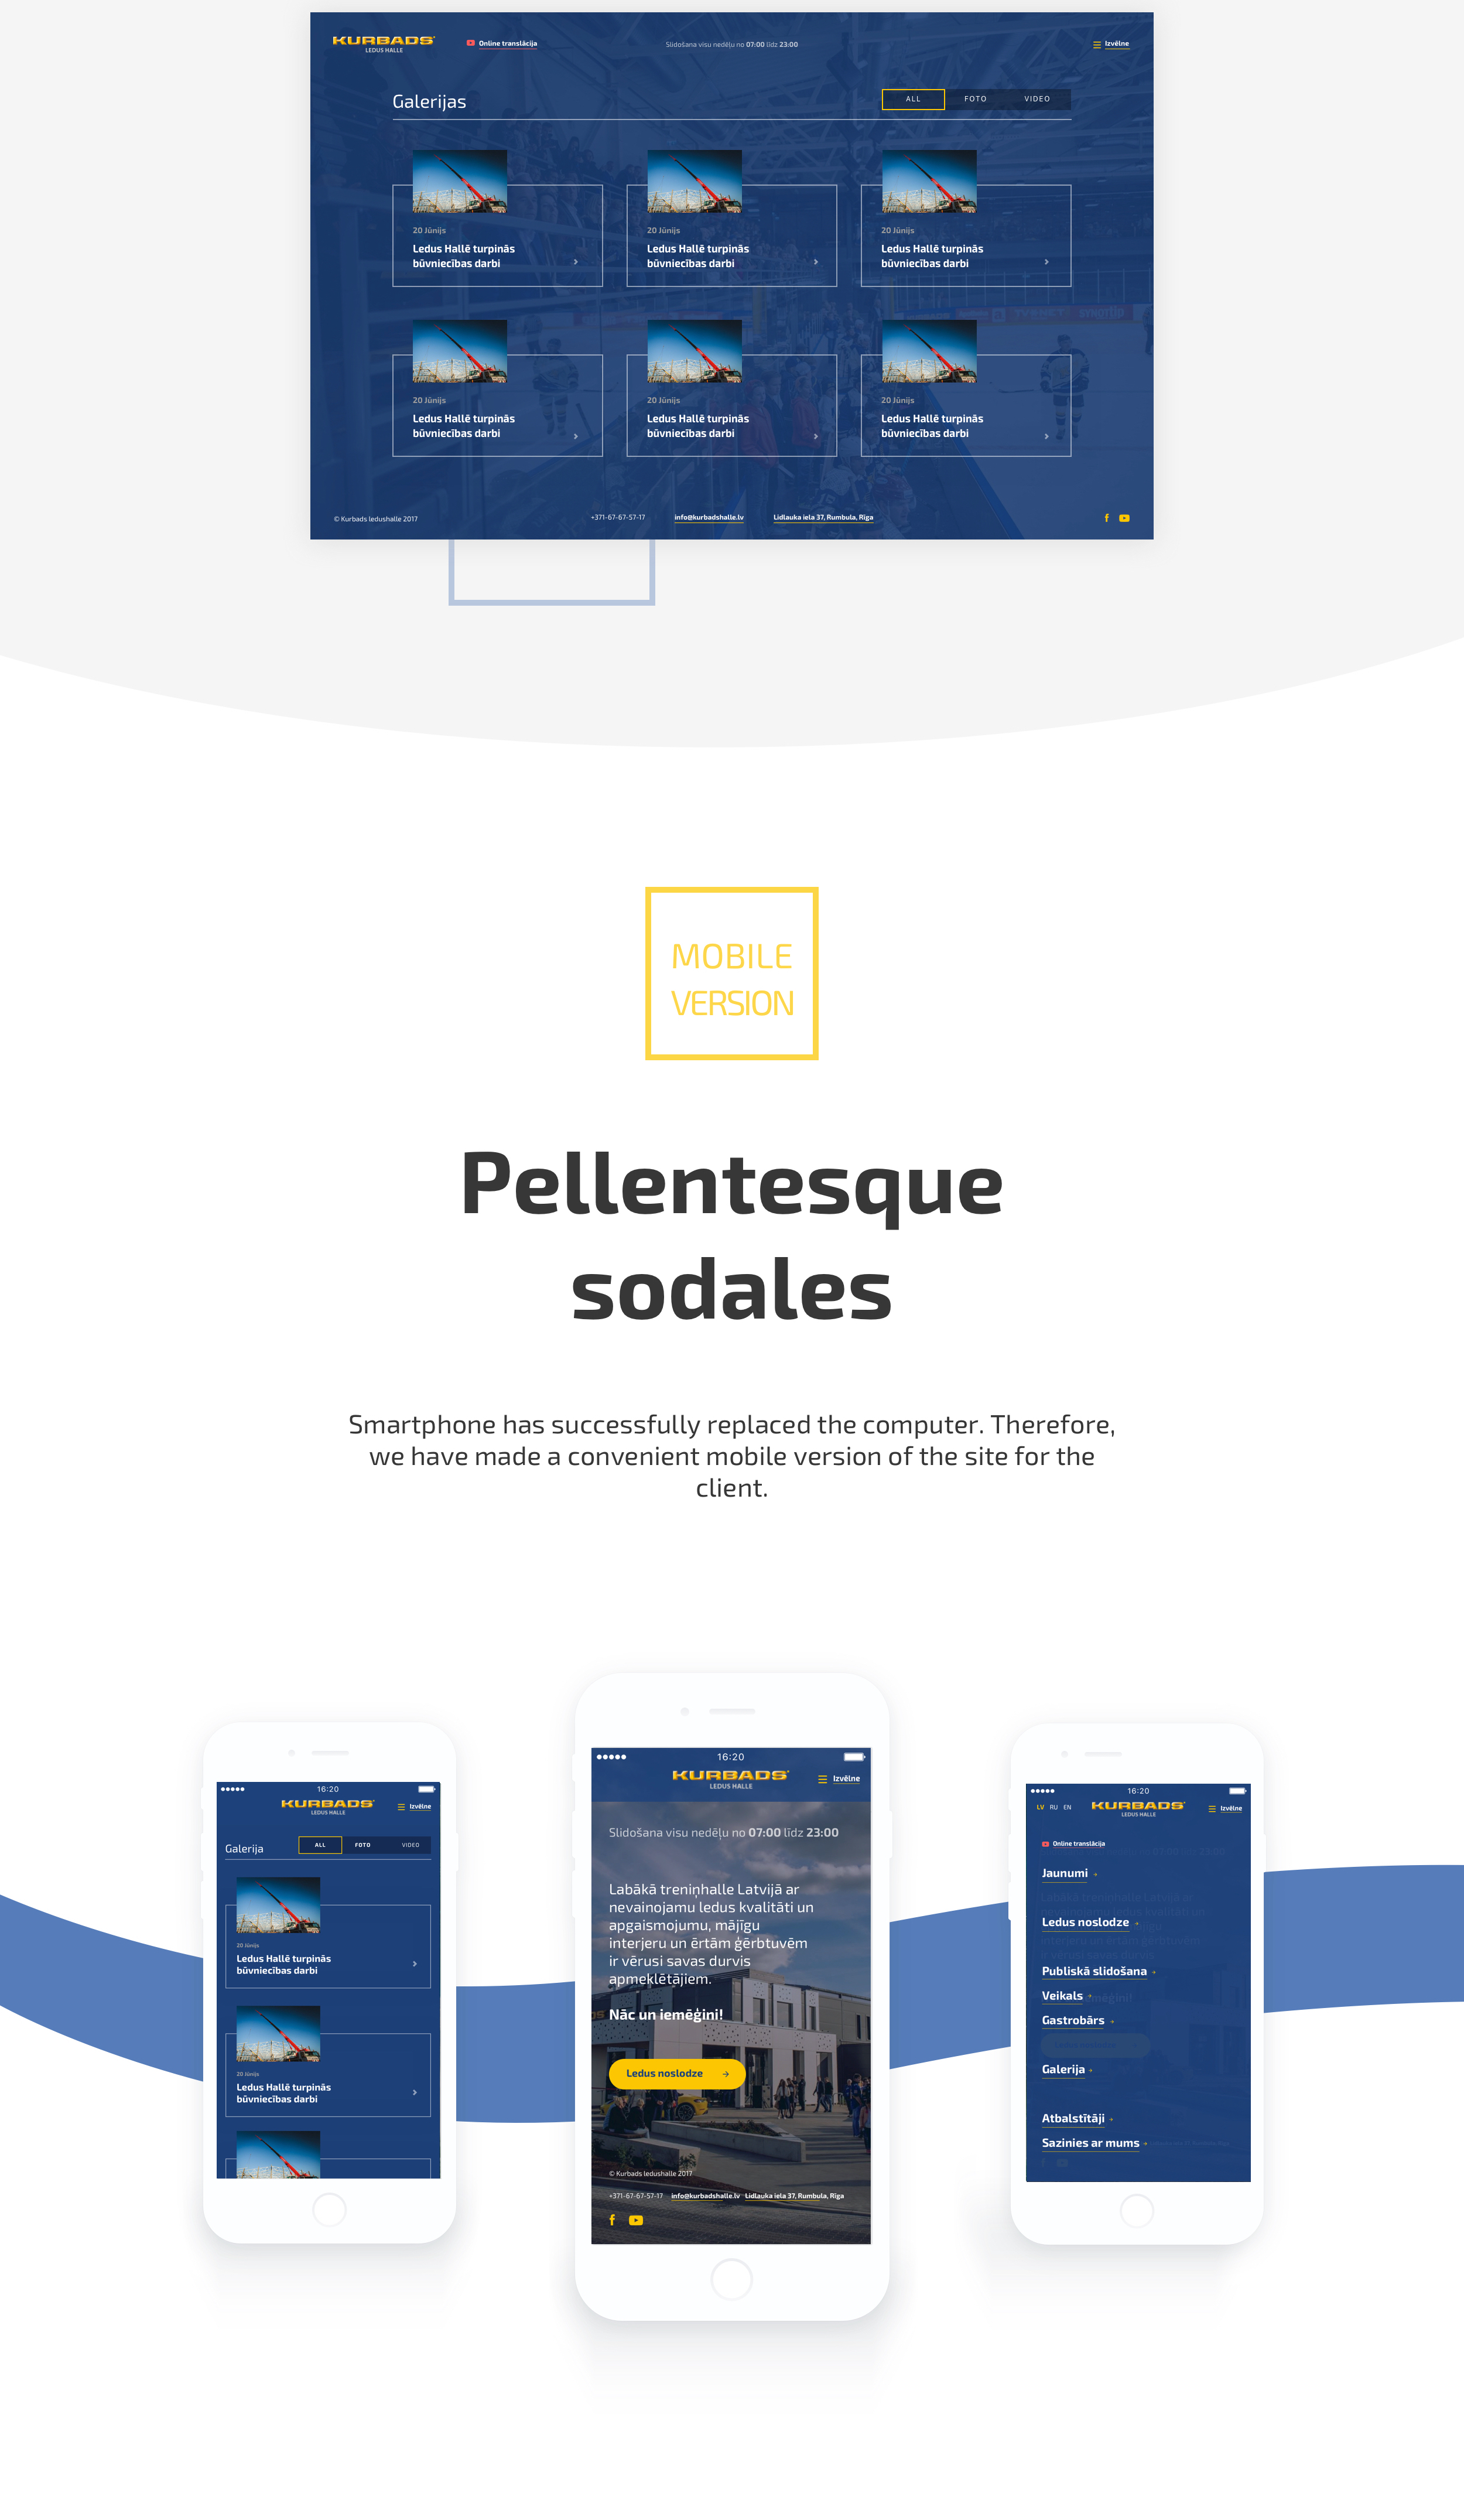 KURBADS
LEDUS HALLE
Online translācija
Slidošana visu nedēļu no 07:00 līdz 23:00
Izvēlne
Galerijas
ALL FOTO VIDEO
20 Jūnijs
Ledus Hallē turpinās
būvniecības darbi
20 Jūnijs
Ledus Hallē turpinās
būvniecības darbi
20 Jūnijs
Ledus Hallē turpinās
būvniecības darbi
20 Jūnijs
Ledus Hallē turpinās
būvniecības darbi
20 Jūnijs
Ledus Hallē turpinās
būvniecības darbi
20 Jūnijs
Ledus Hallē turpinās
būvniecības darbi
© Kurbads ledushalle 2017
+371-67-67-57-17
info@kurbadshalle.lv
Lidlauka iela 37, Rumbula, Rīga
MOBILE
VERSION
Pellentesque
sodales
Smartphone has successfully replaced the computer. Therefore,
we have made a convenient mobile version of the site for the
client.
16:20
KURBADS
LEDUS HALLE
Izvēlne
Galerija
ALL FOTO VIDEO
20 Jūnijs
Ledus Hallē turpinās
būvniecības darbi
20 Jūnijs
Ledus Hallē turpinās
būvniecības darbi
16:20
KURBADS
LEDUS HALLE
Izvēlne
Slidošana visu nedēļu no 07:00 līdz 23:00
Labākā treniņhalle Latvijā ar
nevainojamu ledus kvalitāti un
apgaismojumu, mājīgu
interjeru un ērtām ģērbtuvēm
ir vērusi savas durvis
apmeklētājiem.
Nāc un iemēģini!
Ledus noslodze
© Kurbads ledushalle 2017
+371-67-67-57-17 info@kurbadshalle.lv Lidlauka iela 37, Rumbula, Rīga
16:20
LV RU EN
KURBADS
LEDUS HALLE
Izvēlne
Online translācija
Jaunumi
Ledus noslodze
Publiskā slidošana
Veikals
Gastrobārs
Galerija
Atbalstītāji
Sazinies ar mums